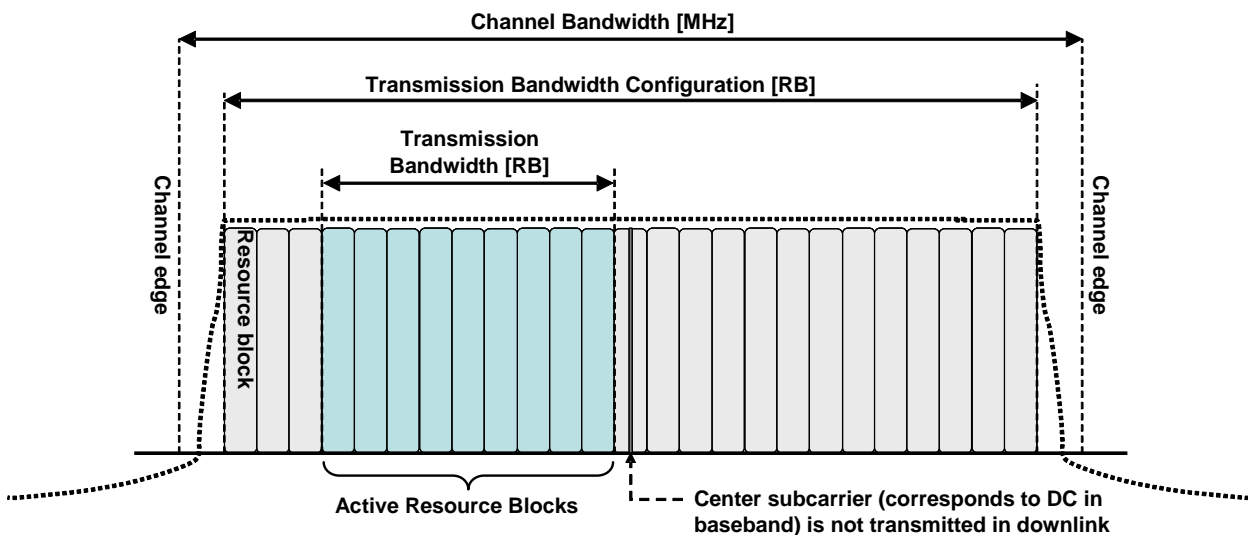 Channel Bandwidth [MHz]
Transmission Bandwidth Configuration [RB]
Transmission
Bandwidth [RB]
Channel edge
Channel edge
Resource block
Active Resource Blocks
Center subcarrier (corresponds to DC in
baseband) is not transmitted in downlink